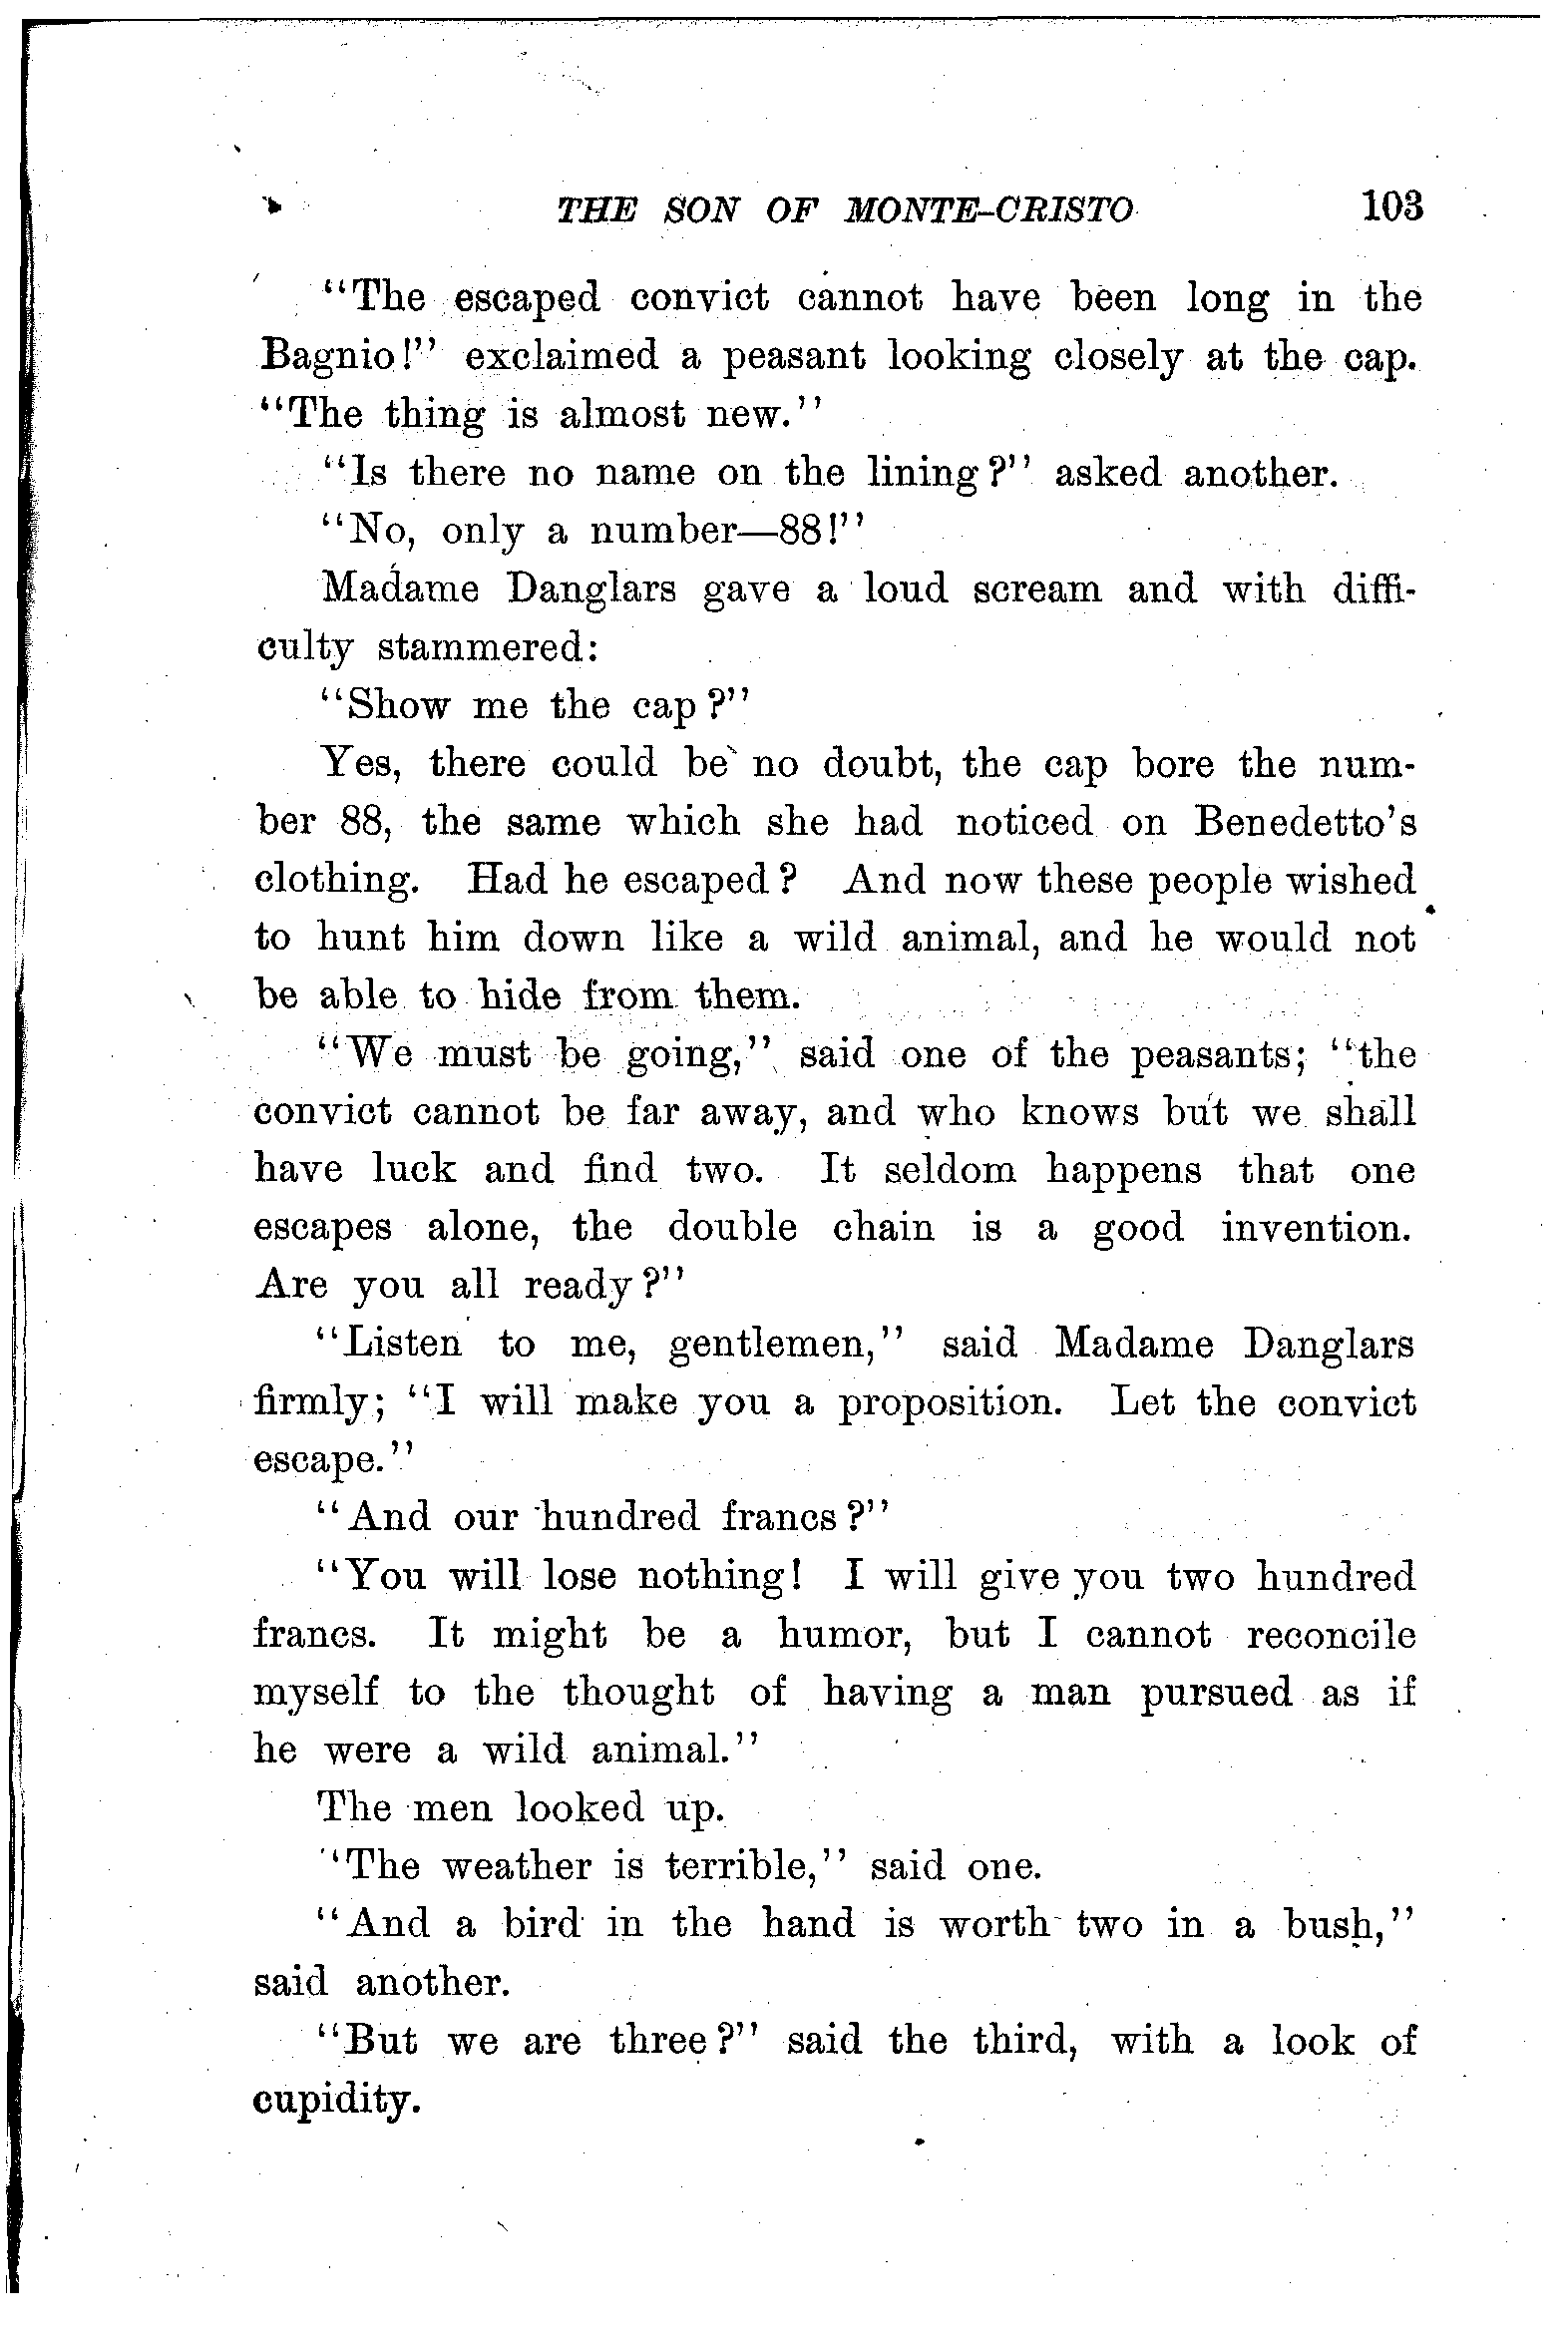 THE SON OF MONTE-CRISTO 103
"The escaped convict cannot have been long in the
Bagnio!" exclaimed a peasant looking closely at the cap.
"The thing is almost new."
"Is there no name on the lining?" asked another.
"No, only a number—88!"
Madame Danglars gave a loud scream and with diffi-
culty stammered:
"Show me the cap?"
Yes, there could be no doubt, the cap bore the num-
ber 88, the same which she had noticed on Benedetto's
clothing. Had he escaped? And now these people wished
to hunt him down like a wild animal, and he would not
be able to hide from them.
"We must be going," said one of the peasants; "the
convict cannot be far away, and who knows but we shall
have luck and find two. It seldom happens that one
escapes alone, the double chain is a good invention.
Are you all ready?"
"Listen to me, gentlemen," said Madame Danglars
firmly; "I will make you a proposition. Let the convict
escape."
"And our hundred francs?"
"You will lose nothing! I will give you two hundred
francs. It might be a humor, but I cannot reconcile
myself to the thought of having a man pursued as if
he were a wild animal."
The men looked up.
"The weather is terrible," said one.
"And a bird in the hand is worth two in a bush,"
said another.
"But we are three?" said the third, with a look of
cupidity.